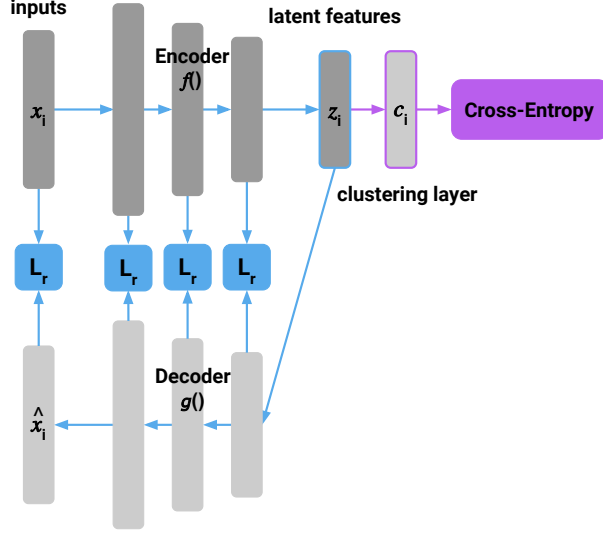 inputs
latent features
Encoder
f()
x_i
z_i
c_i
Cross-Entropy
clustering layer
L_r
L_r
L_r
L_r
Decoder
g()
x̂_i